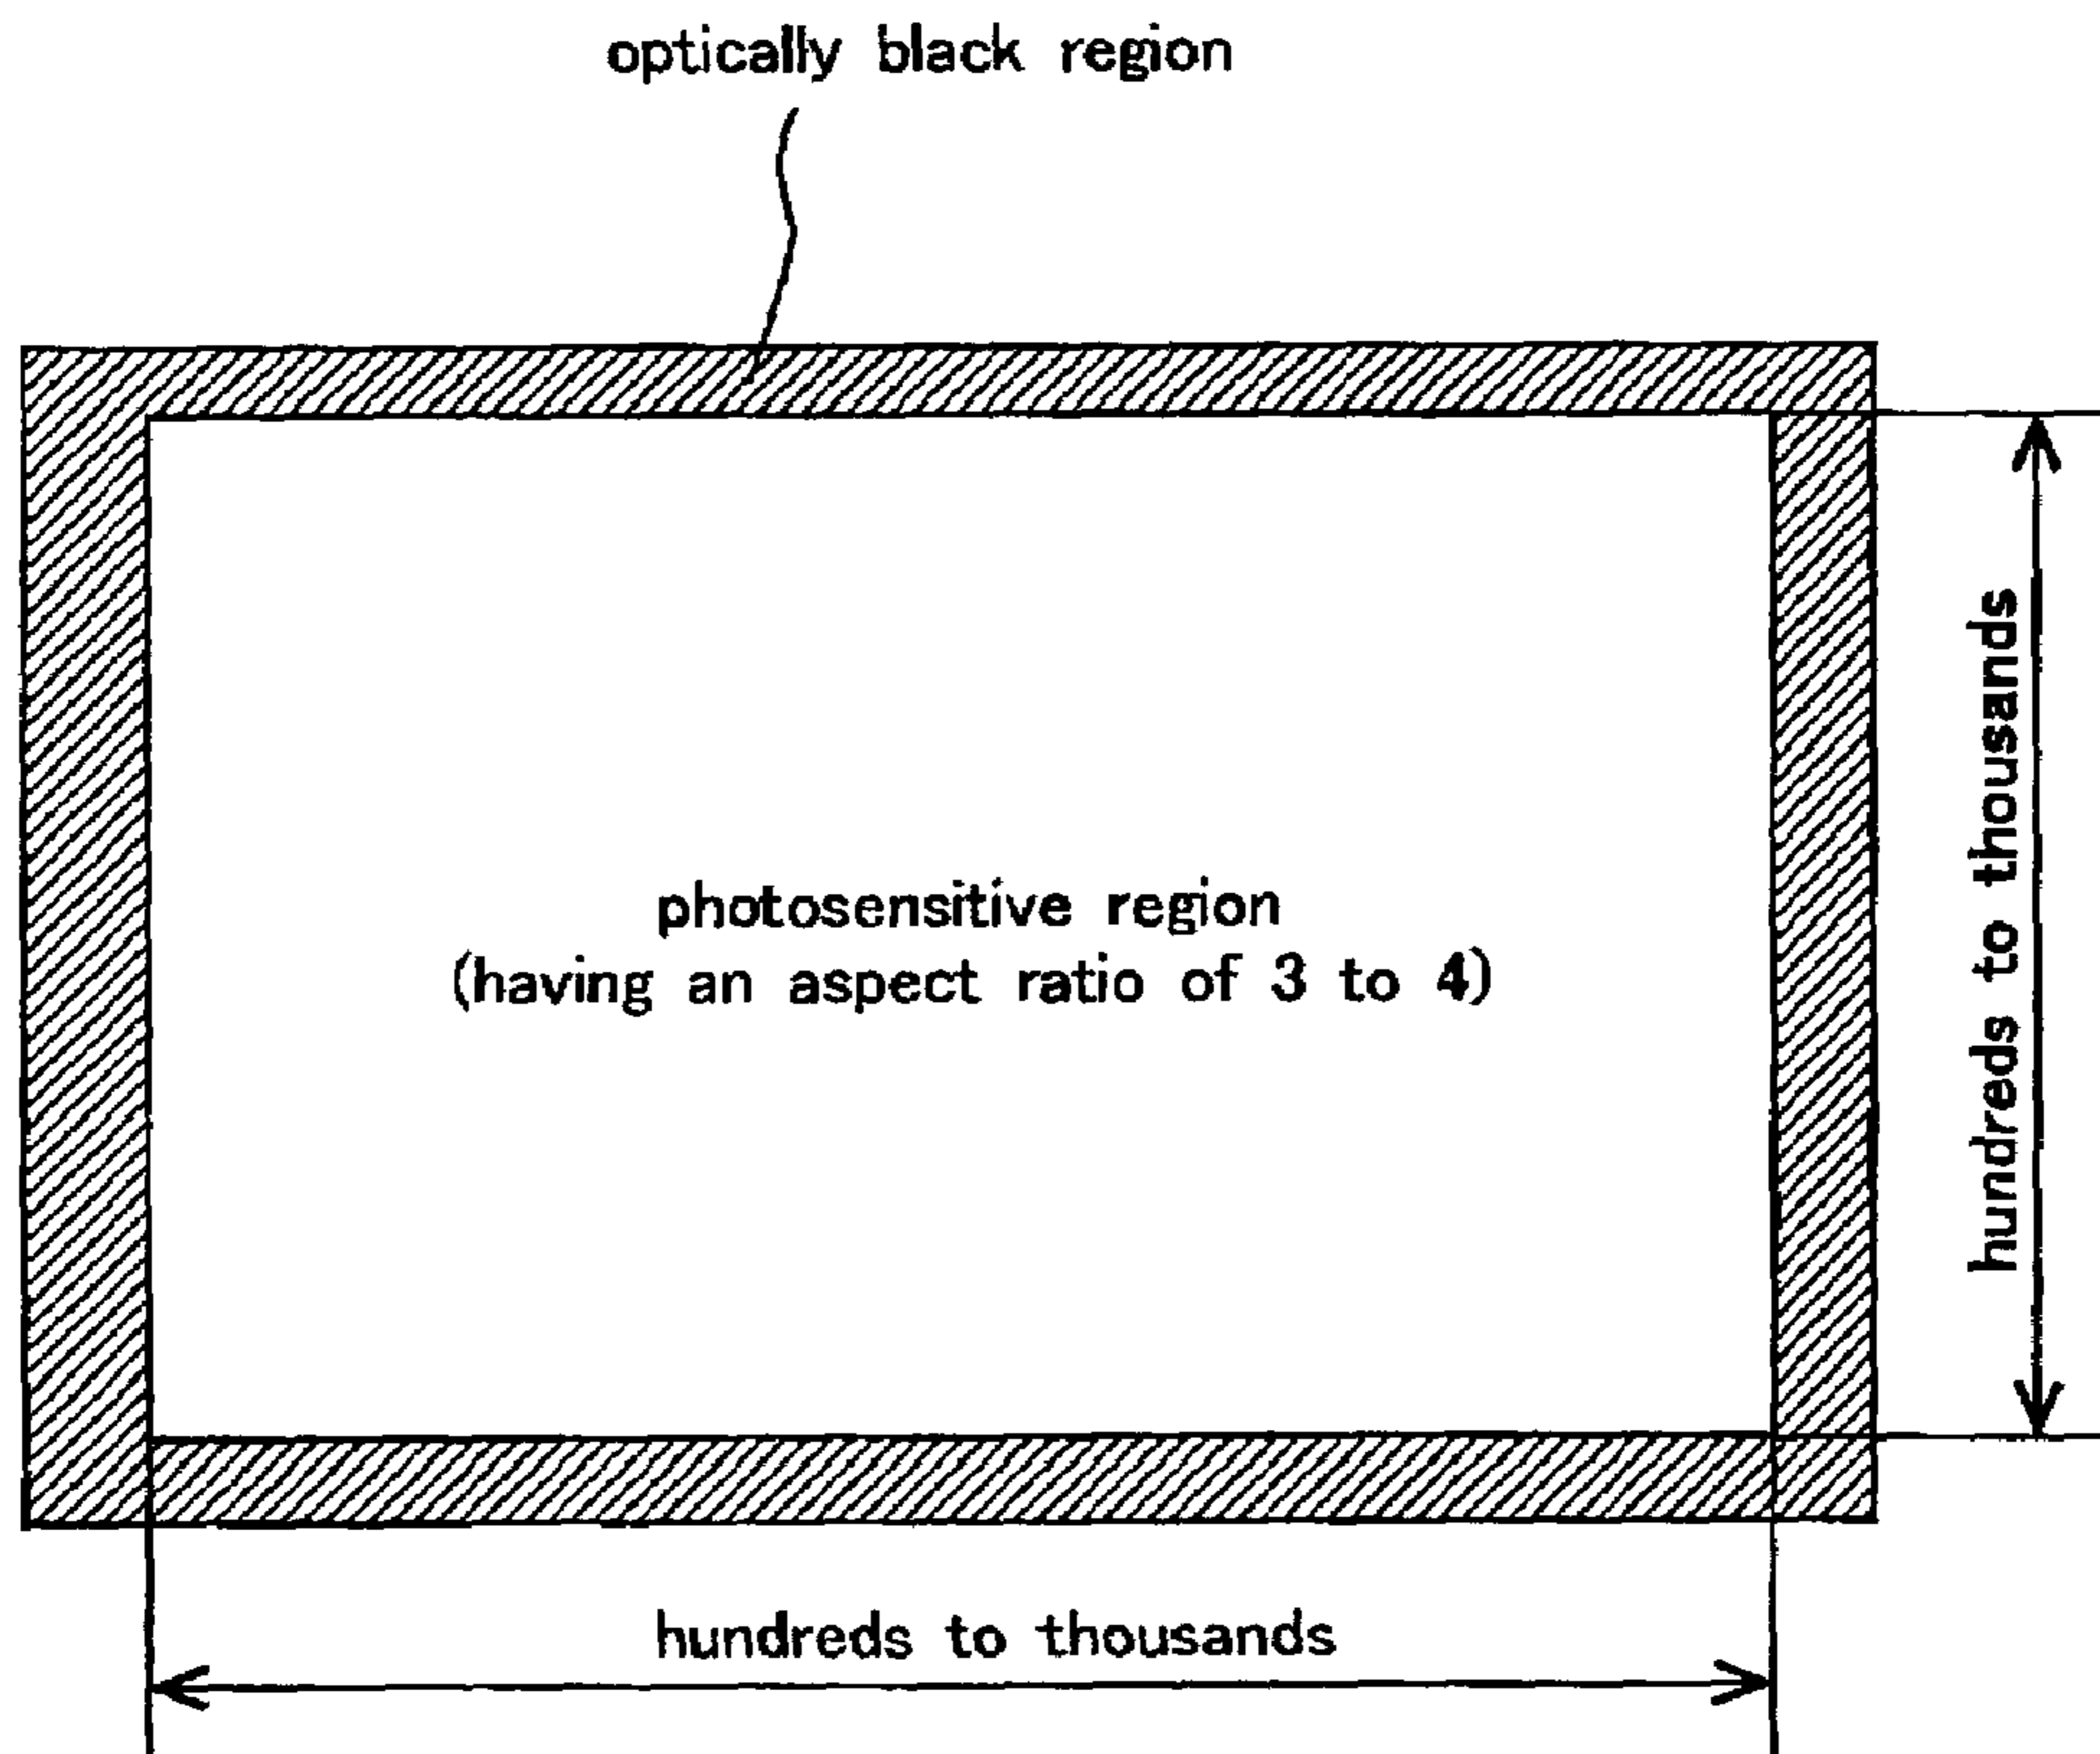 optically black region
photosensitive region
(having an aspect ratio of 3 to 4)
hundreds to thousands
hundreds to thousands